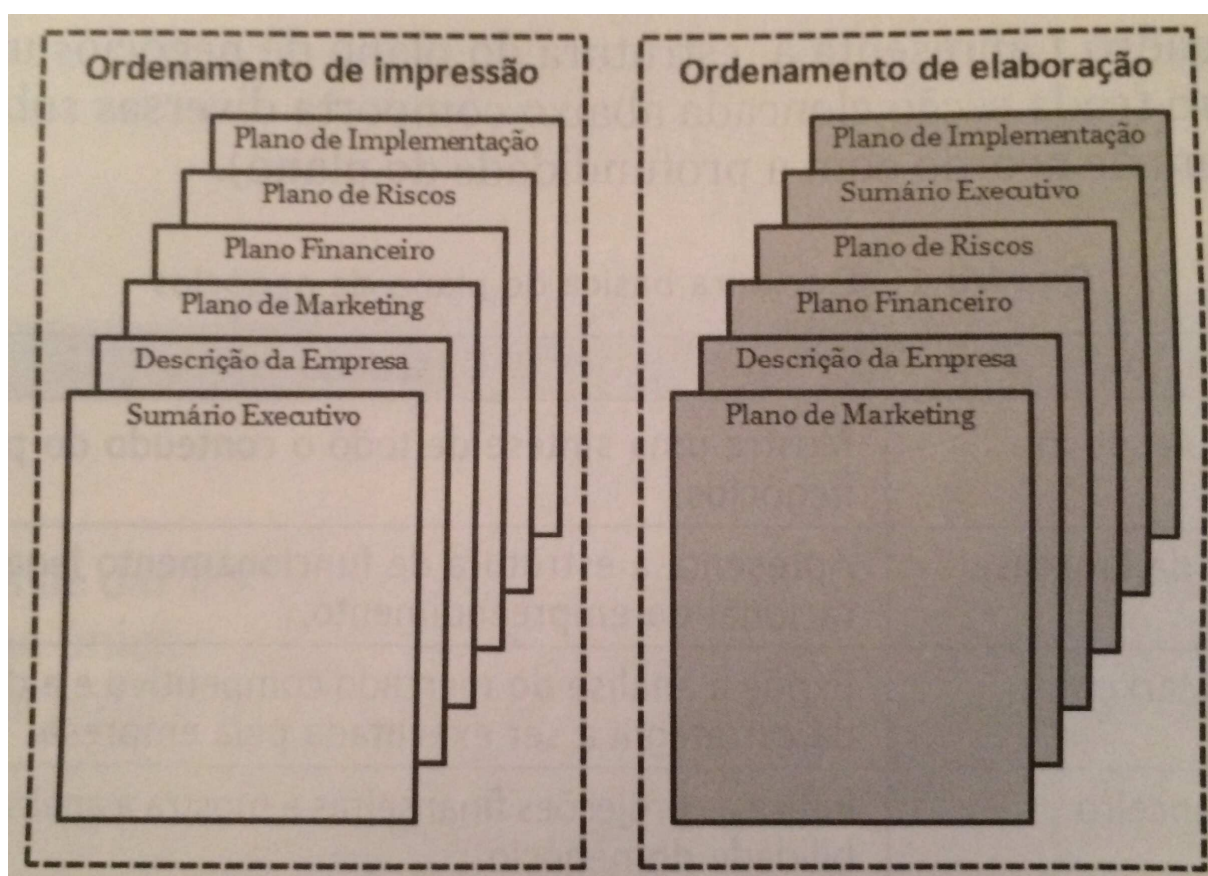 Ordenamento de impressão
Plano de Implementação
Plano de Riscos
Plano Financeiro
Plano de Marketing
Descrição da Empresa
Sumário Executivo
Ordenamento de elaboração
Plano de Implementação
Sumário Executivo
Plano de Riscos
Plano Financeiro
Descrição da Empresa
Plano de Marketing